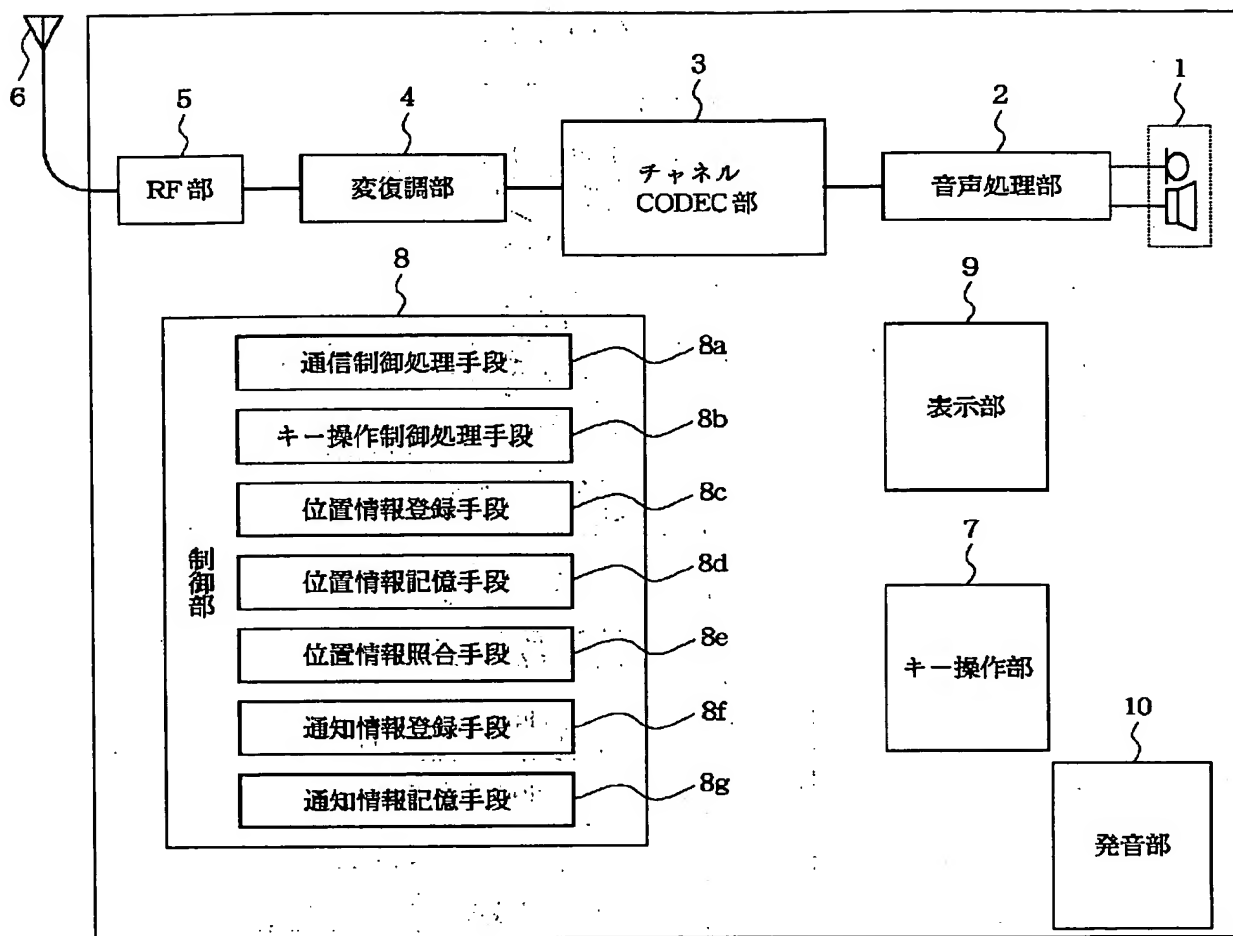 6
5
RF部
4
変復調部
3
チャネル
CODEC部
2
音声処理部
1
8
制御部
通信制御処理手段
8a
キー操作制御処理手段
8b
位置情報登録手段
8c
位置情報記憶手段
8d
位置情報照合手段
8e
通知情報登録手段
8f
通知情報記憶手段
8g
9
表示部
7
キー操作部
10
発音部